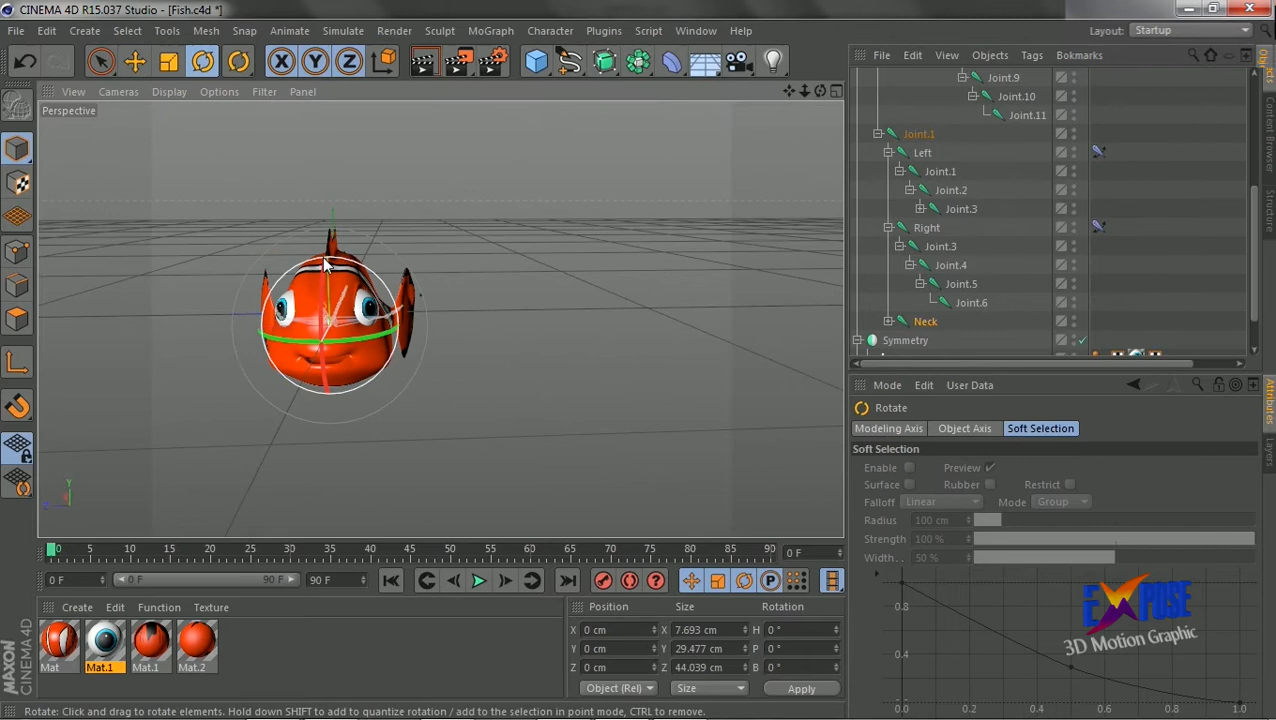 CINEMA 4D R15.037 Studio - [Fish.c4d *]
File Edit Create Select Tools Mesh Snap Animate Simulate Render Sculpt MoGraph Character Plugins Script Window Help
Layout: Startup
File Edit View Objects Tags Bookmarks
View Cameras Display Options Filter Panel
Perspective
Joint.9
Joint.10
Joint.11
Joint.1
Left
Joint.1
Joint.2
Joint.3
Right
Joint.3
Joint.4
Joint.5
Joint.6
Neck
Symmetry
Content Browser
Structure
Attributes
Layers
Mode Edit User Data
Rotate
Modeling Axis Object Axis Soft Selection
Soft Selection
Enable Preview
Surface Rubber Restrict
Falloff Linear Mode Group
Radius 100 cm
Strength 100 %
Width . . 50 %
0.8
0.4
0.0 0.2 0.4 0.6 0.8 1.0
EXPOSE
3D Motion Graphic
Y
Z
0 5 10 15 20 25 30 35 40 45 50 55 60 65 70 75 80 85 90 0 F
0 F 0 F 90 F 90 F
Create Edit Function Texture
Mat Mat.1 Mat.1 Mat.2
Position Size Rotation
X 0 cm X 7.693 cm H 0 °
Y 0 cm Y 29.477 cm P 0 °
Z 0 cm Z 44.039 cm B 0 °
Object (Rel) Size Apply
MAXON CINEMA 4D
Rotate: Click and drag to rotate elements. Hold down SHIFT to add to quantize rotation / add to the selection in point mode, CTRL to remove.